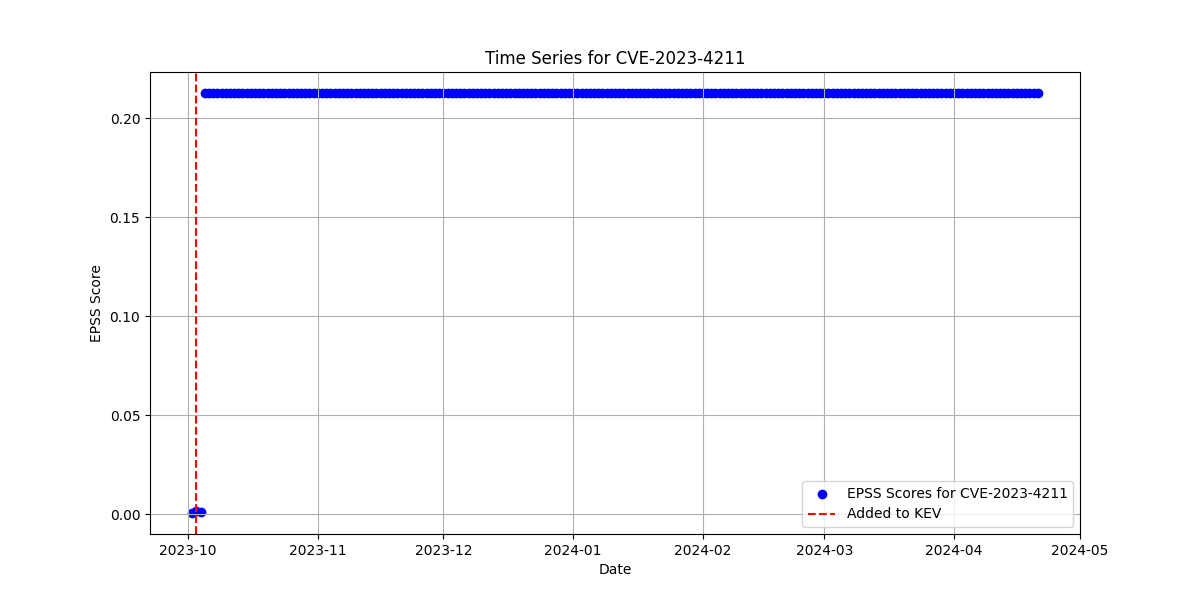 Time Series for CVE-2023-4211
EPSS Score
0.20
0.15
0.10
0.05
0.00
EPSS Scores for CVE-2023-4211
Added to KEV
2023-10 2023-11 2023-12 2024-01 2024-02 2024-03 2024-04 2024-05
Date